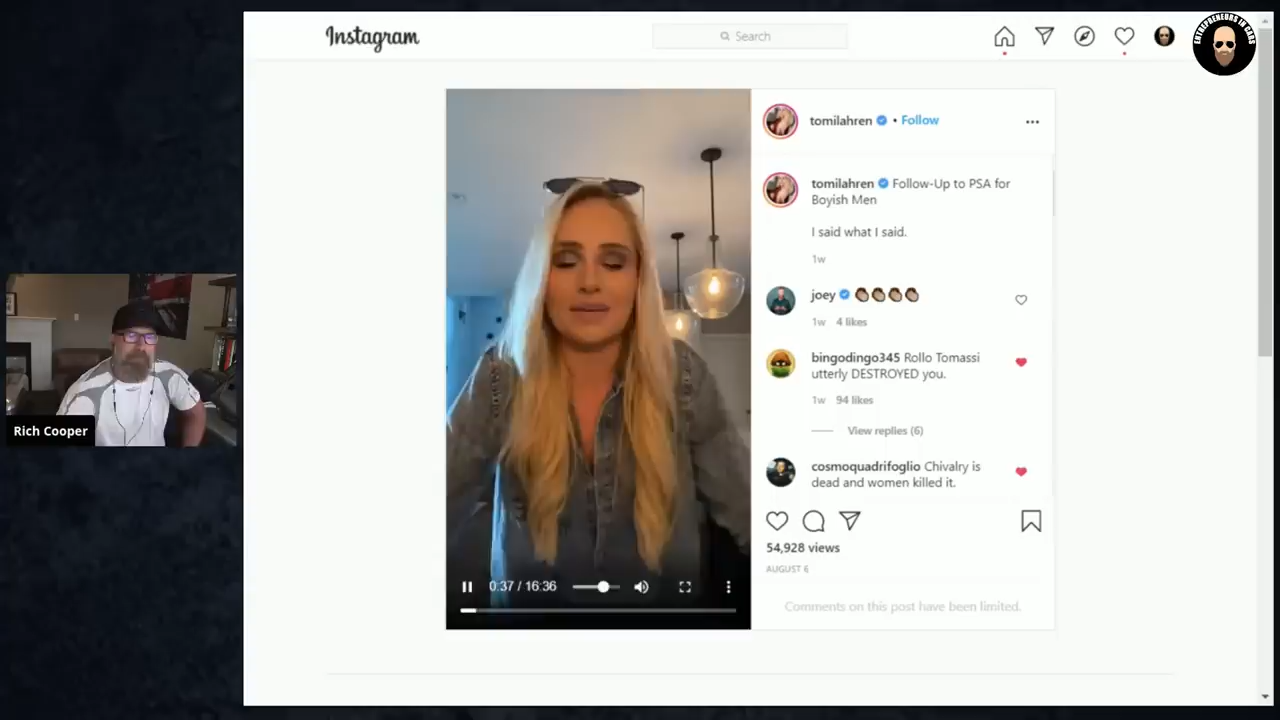 Instagram
Search
ENTREPRENEURS IN CARS
tomilahren • Follow
tomilahren Follow-Up to PSA for
Boyish Men
I said what I said.
1w
joey
1w 4 likes
bingodingo345 Rollo Tomassi
utterly DESTROYED you.
1w 94 likes
View replies (6)
cosmoquadrifoglio Chivalry is
dead and women killed it.
54,928 views
AUGUST 6
Comments on this post have been limited.
0:37 / 16:36
Rich Cooper